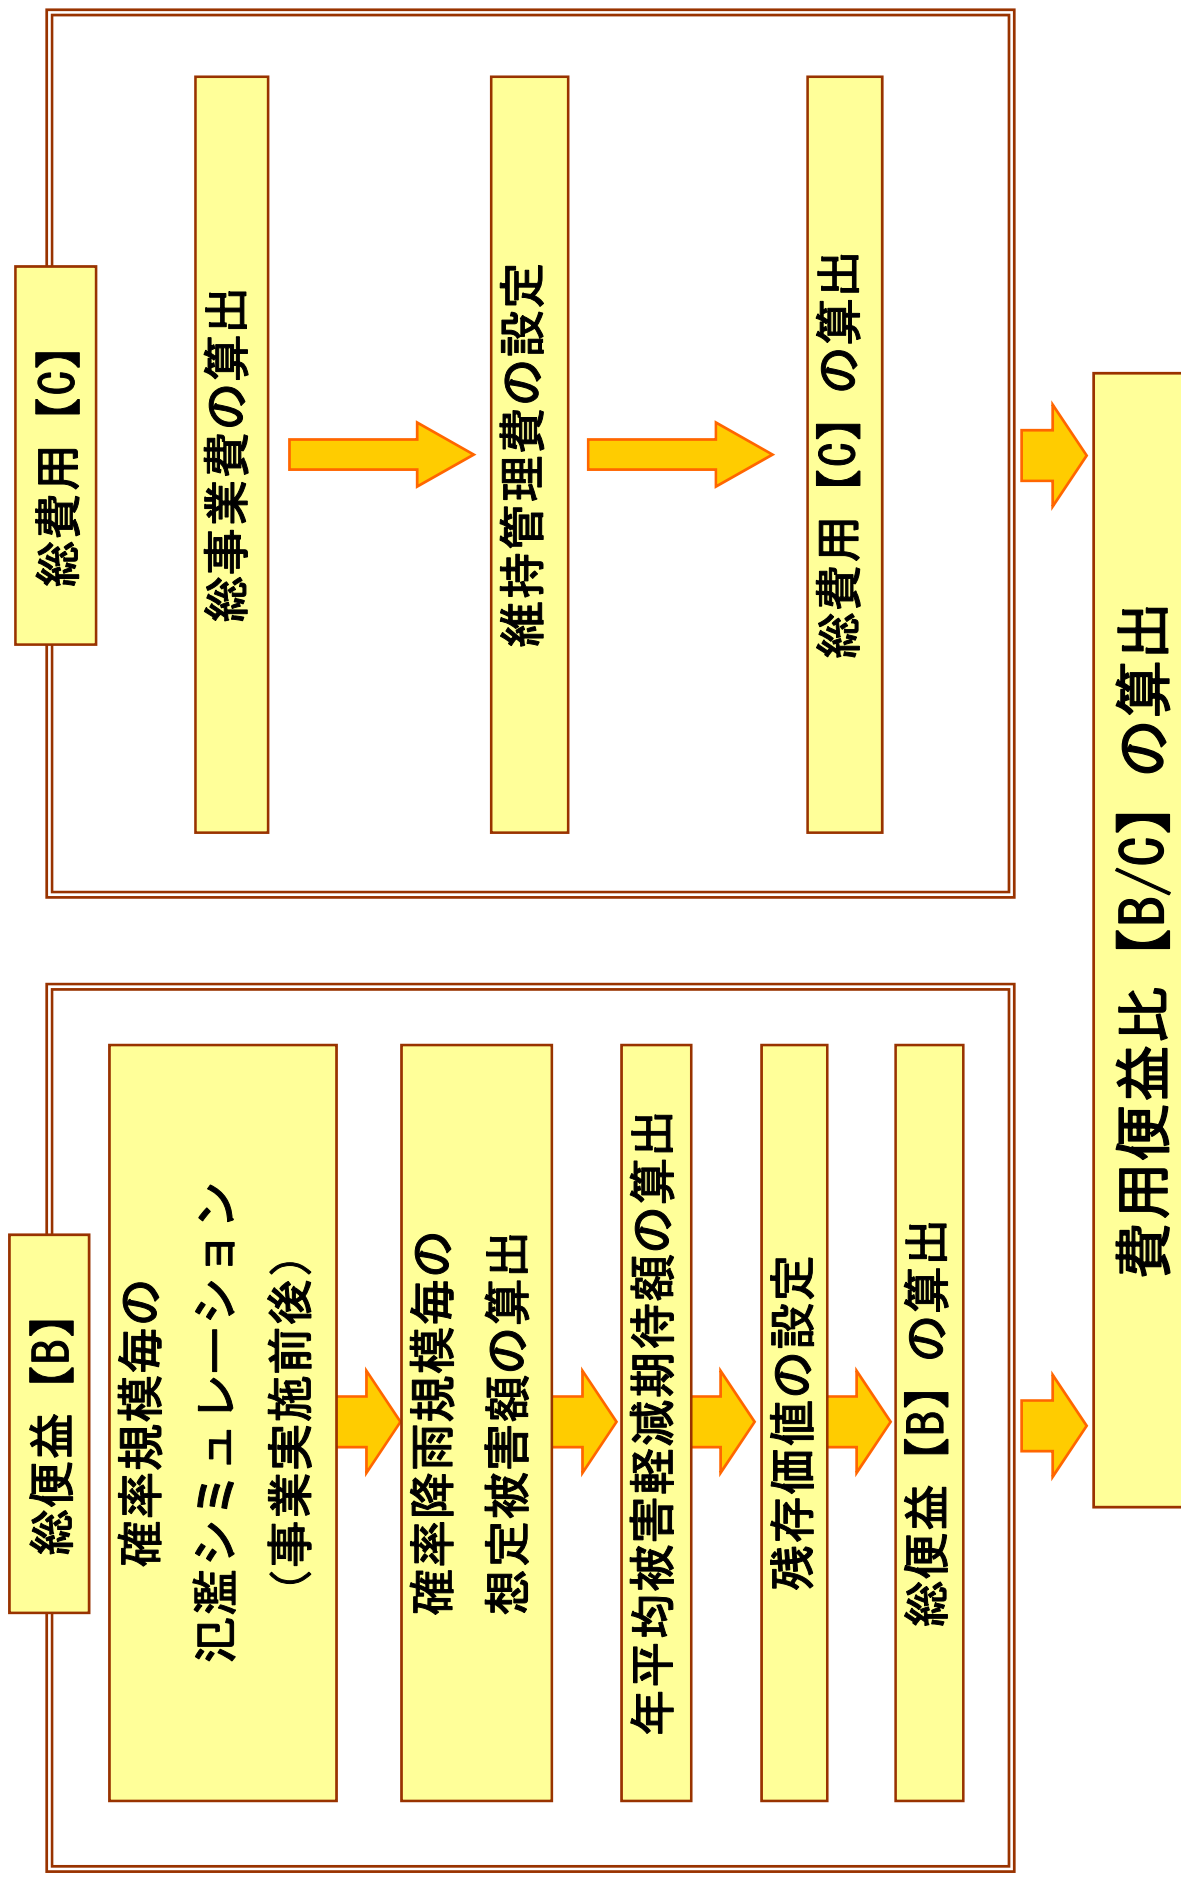 総便益【B】
確率規模毎の
氾濫シミュレーション
（事業実施前後）
確率降雨規模毎の
想定被害額の算出
年平均被害軽減期待額の算出
残存価値の設定
総便益【B】の算出
総費用【C】
総事業費の算出
維持管理費の設定
総費用【C】の算出
費用便益比【B/C】の算出